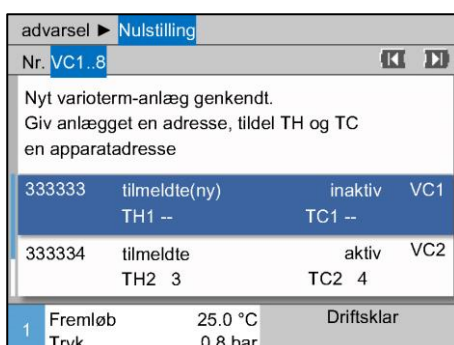 advarsel ► Nulstilling
Nr. VC1..8
Nyt varioterm-anlæg genkendt.
Giv anlægget en adresse, tildel TH og TC
en apparatadresse
333333 tilmeldte(ny) inaktiv VC1
TH1 -- TC1 --
333334 tilmeldte aktiv VC2
TH2 3 TC2 4
1 Fremløb 25.0 °C Driftsklar
Tryk 0.8 bar